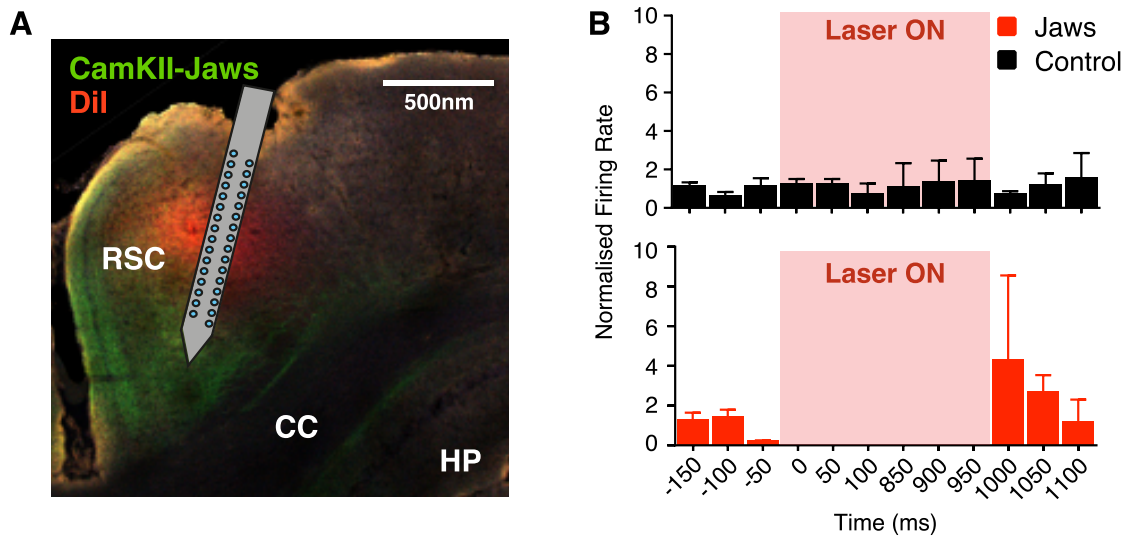 A
CamKII-Jaws
DiI
500nm
RSC
CC
HP
B
Normalised Firing Rate
10
8
6
4
2
0
Laser ON
Jaws
Control
10
8
6
4
2
0
Laser ON
-150
-100
-50
0
50
100
850
900
950
1000
1050
1100
Time (ms)